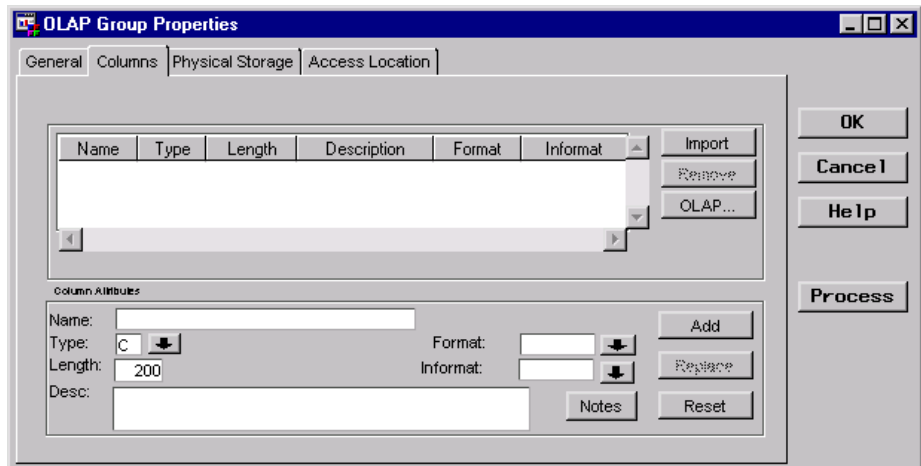 OLAP Group Properties
General Columns Physical Storage Access Location
Name Type Length Description Format Informat
Import
Remove
OLAP...
OK
Cancel
Help
Process
Column Attributes
Name:
Type: C
Length: 200
Desc:
Format:
Informat:
Notes
Add
Replace
Reset